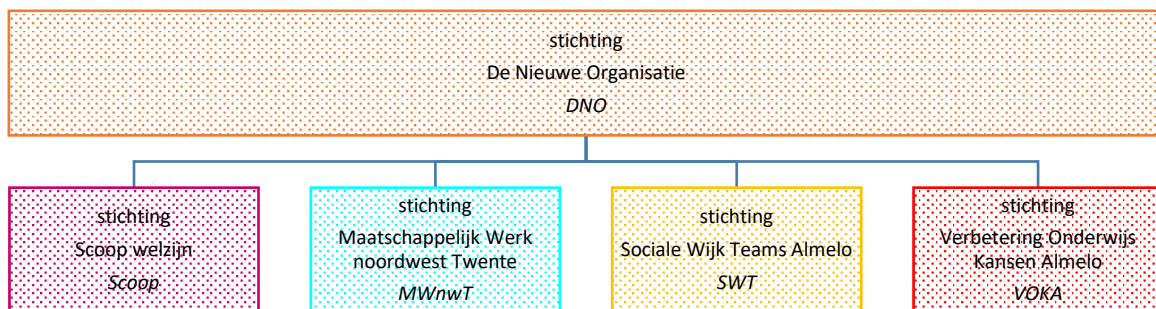 stichting
De Nieuwe Organisatie
DNO
stichting
Scoop welzijn
Scoop
stichting
Maatschappelijk Werk
noordwest Twente
MWnwT
stichting
Sociale Wijk Teams Almelo
SWT
stichting
Verbetering Onderwijs
Kansen Almelo
VOKA